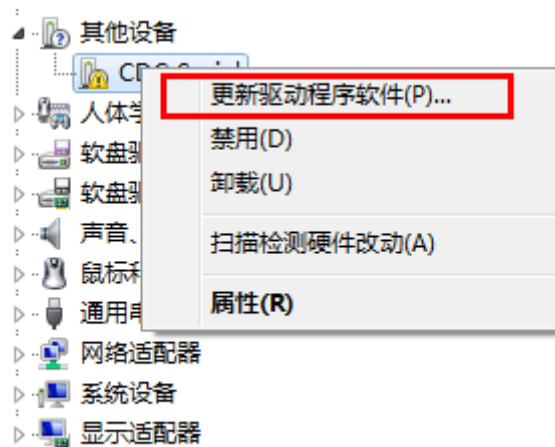 其他设备
更新驱动程序软件(P)...
人体学
禁用(D)
软盘驱
卸载(U)
软盘驱
声音、
扫描检测硬件改动(A)
鼠标和
属性(R)
通用串
网络适配器
系统设备
显示适配器